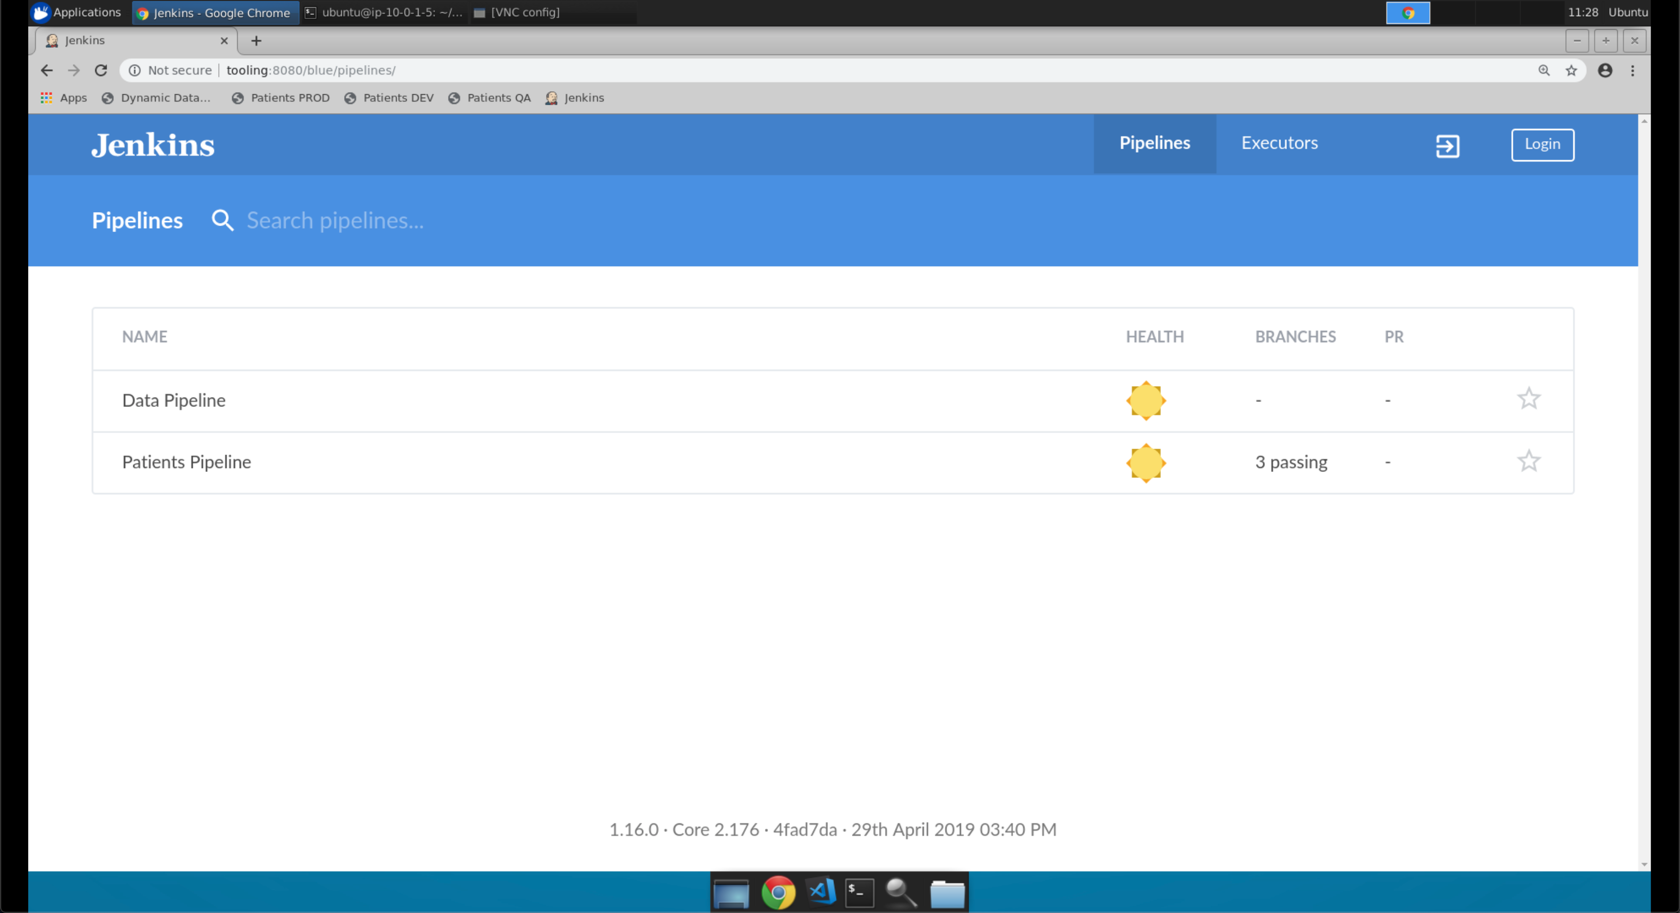 Applications Jenkins - Google Chrome ubuntu@ip-10-0-1-5: ~/... [VNC config] 11:28 Ubuntu
Jenkins
Not secure tooling:8080/blue/pipelines/
Apps Dynamic Data... Patients PROD Patients DEV Patients QA Jenkins
Jenkins Pipelines Executors Login
Pipelines Search pipelines...
NAME HEALTH BRANCHES PR
Data Pipeline - -
Patients Pipeline 3 passing -
1.16.0 · Core 2.176 · 4fad7da · 29th April 2019 03:40 PM
$_